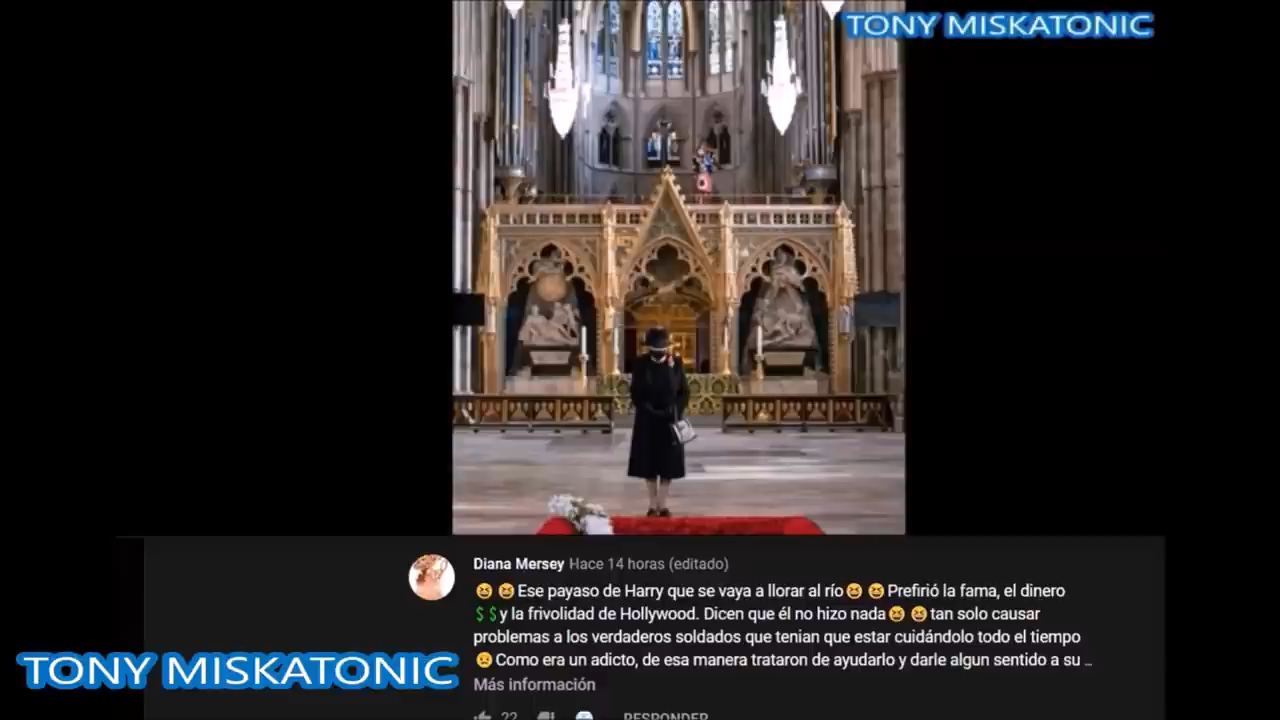 TONY MISKATONIC
Diana Mersey Hace 14 horas (editado)
😆 😆 Ese payaso de Harry que se vaya a llorar al río 😆 😆 Prefirió la fama, el dinero
$ $ y la frivolidad de Hollywood. Dicen que él no hizo nada 😆 😆 tan solo causar
problemas a los verdaderos soldados que tenian que estar cuidándolo todo el tiempo
😣 Como era un adicto, de esa manera trataron de ayudarlo y darle algun sentido a su ...
TONY MISKATONIC
Más información
22 RESPONDER